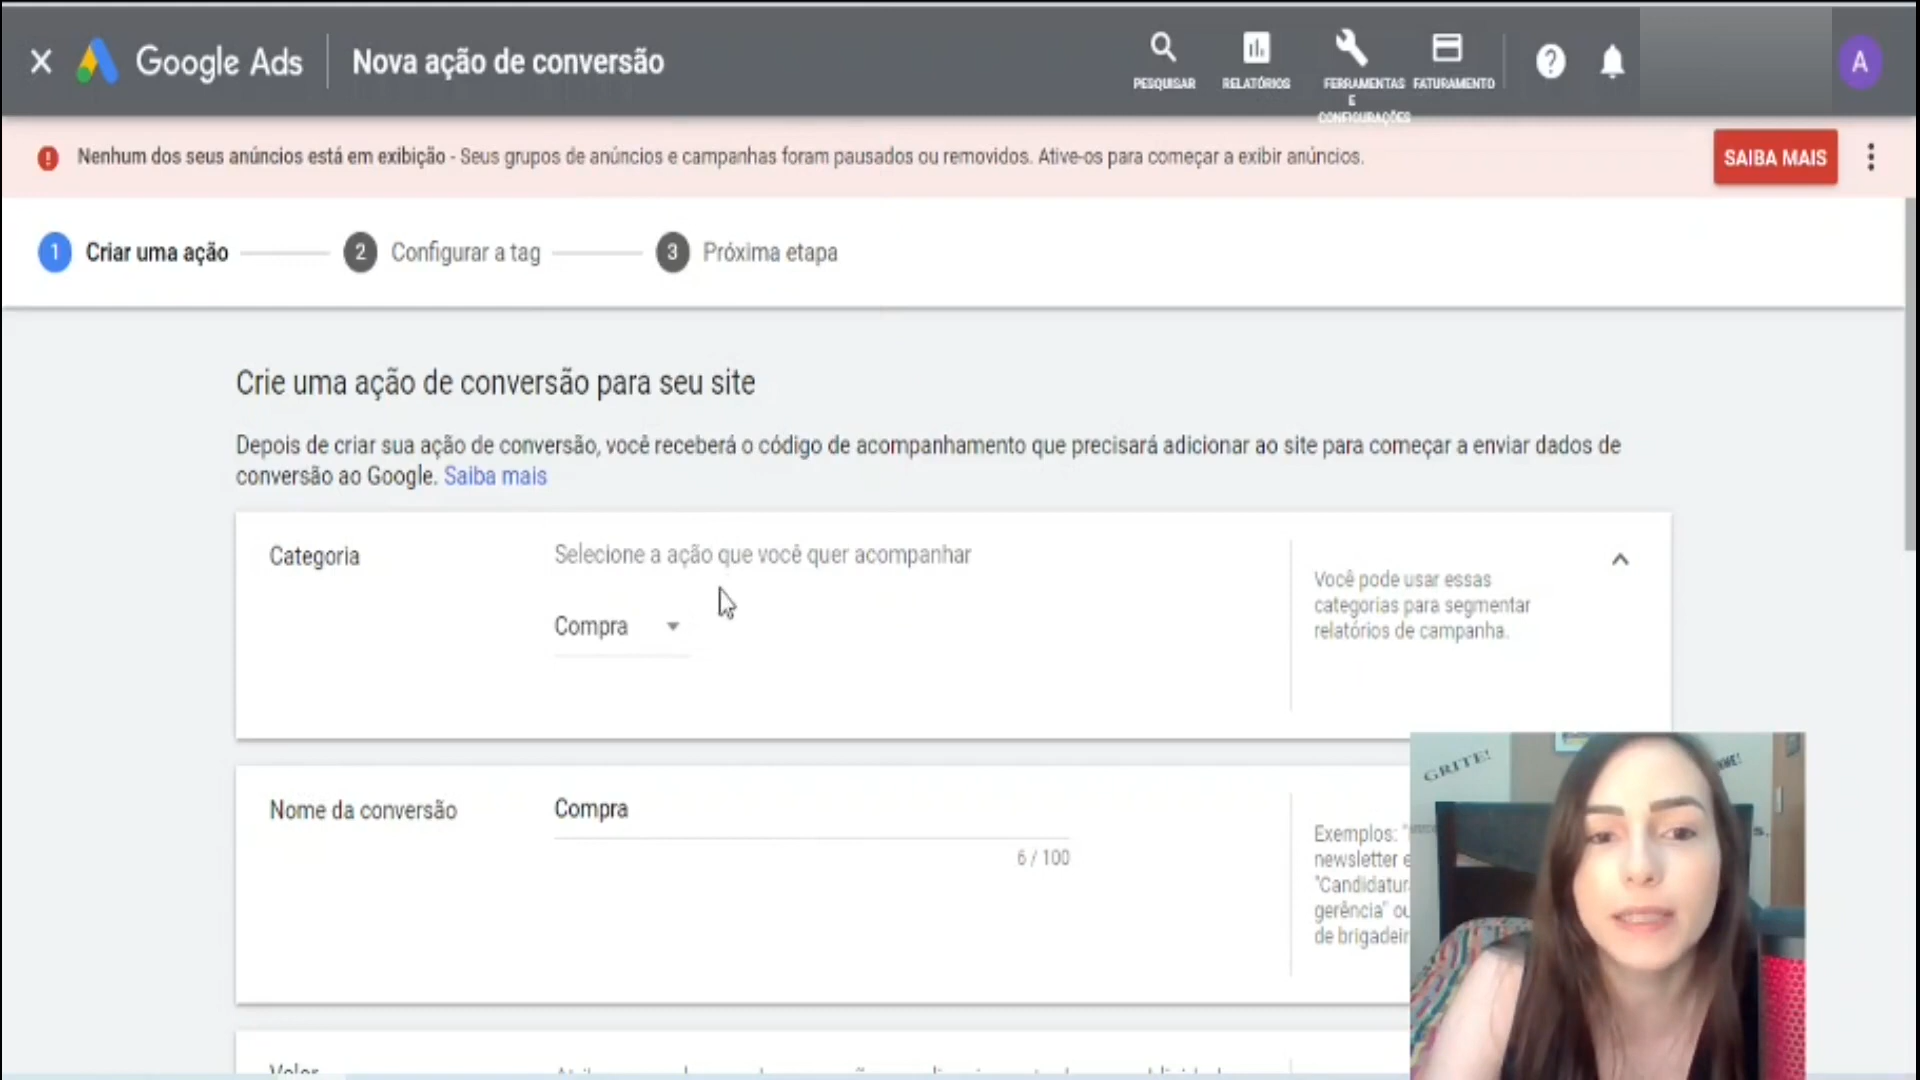 Google Ads
Nova ação de conversão
PESQUISAR
RELATÓRIOS
FERRAMENTAS
E
CONFIGURAÇÕES
FATURAMENTO
A
Nenhum dos seus anúncios está em exibição - Seus grupos de anúncios e campanhas foram pausados ou removidos. Ative-os para começar a exibir anúncios.
SAIBA MAIS
1 Criar uma ação
2 Configurar a tag
3 Próxima etapa
Crie uma ação de conversão para seu site
Depois de criar sua ação de conversão, você receberá o código de acompanhamento que precisará adicionar ao site para começar a enviar dados de
conversão ao Google. Saiba mais
Categoria
Selecione a ação que você quer acompanhar
Compra
Você pode usar essas
categorias para segmentar
relatórios de campanha.
Nome da conversão
Compra
6 / 100
Exemplos:
newsletter
"Candidatur
gerência"
de brigadeir
GRITE!
Valor